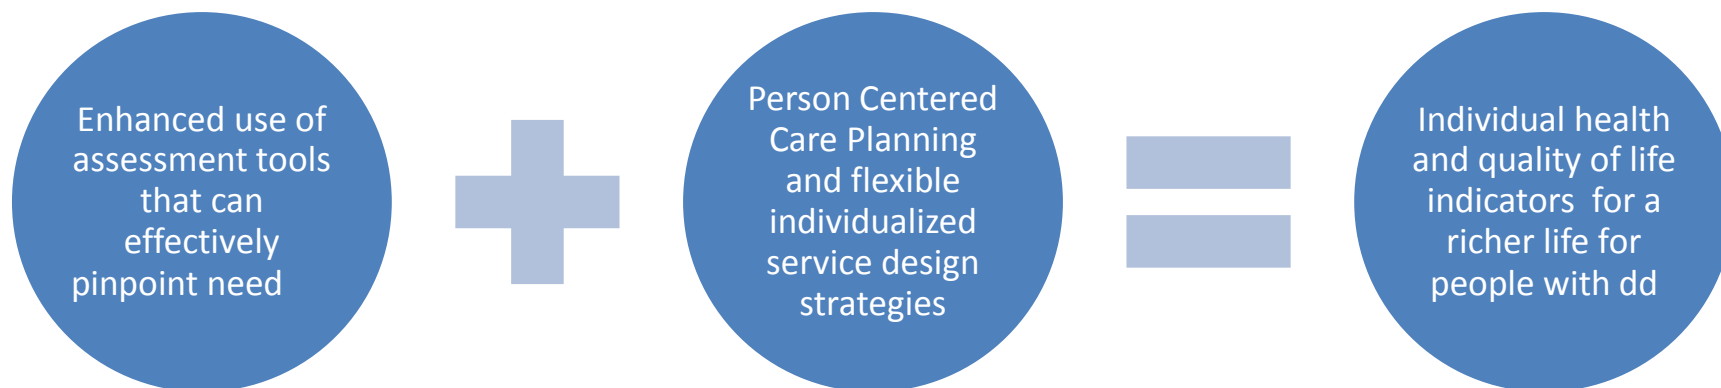 Enhanced use of
assessment tools
that can
effectively
pinpoint need
Person Centered
Care Planning
and flexible
individualized
service design
strategies
Individual health
and quality of life
indicators for a
richer life for
people with dd